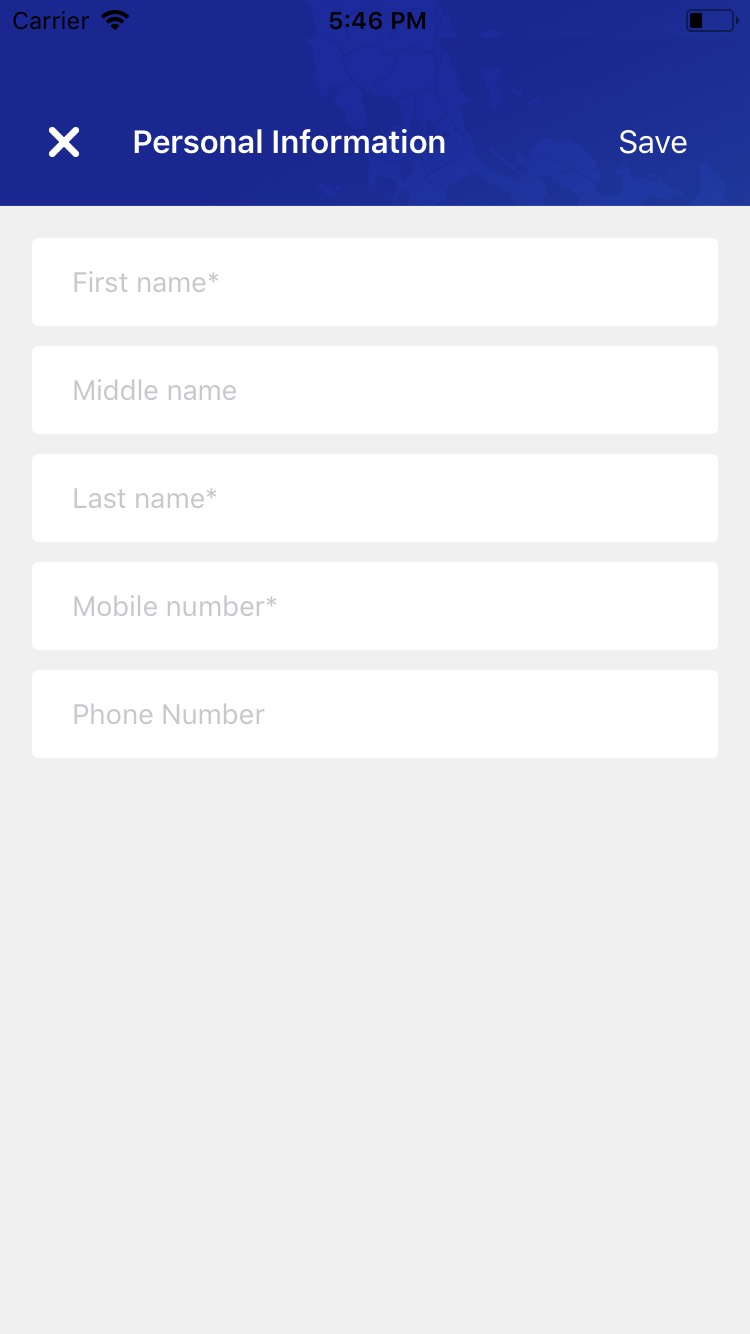 Carrier 5:46 PM
Personal Information Save
First name*
Middle name
Last name*
Mobile number*
Phone Number